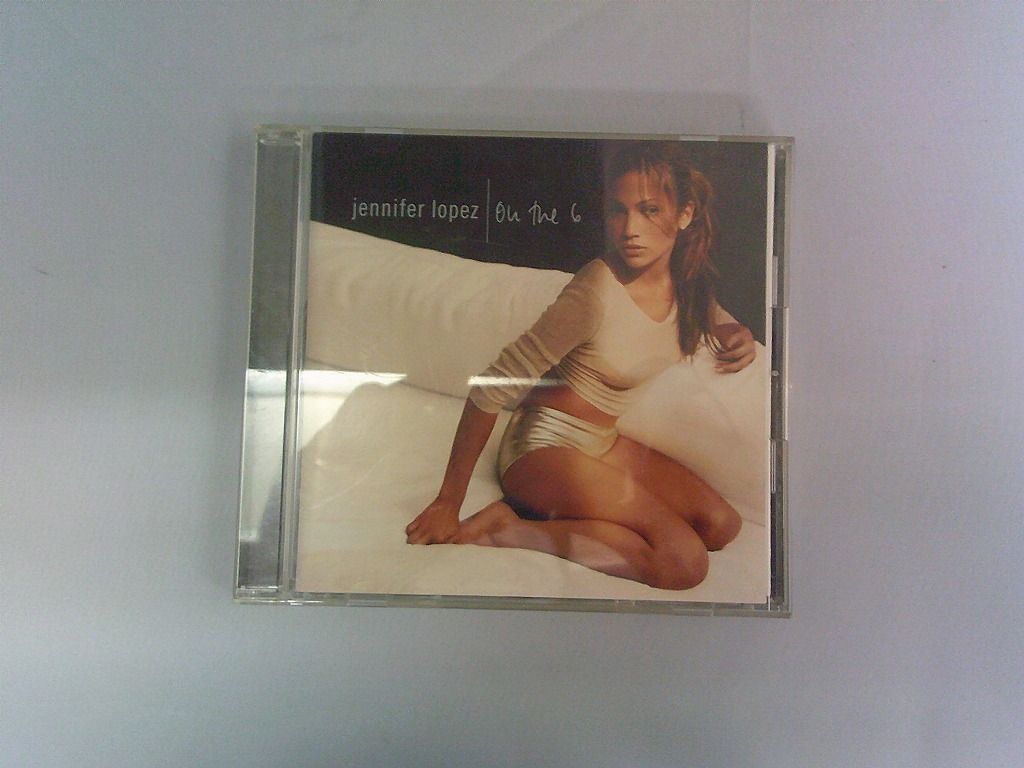 jennifer lopez | On the 6